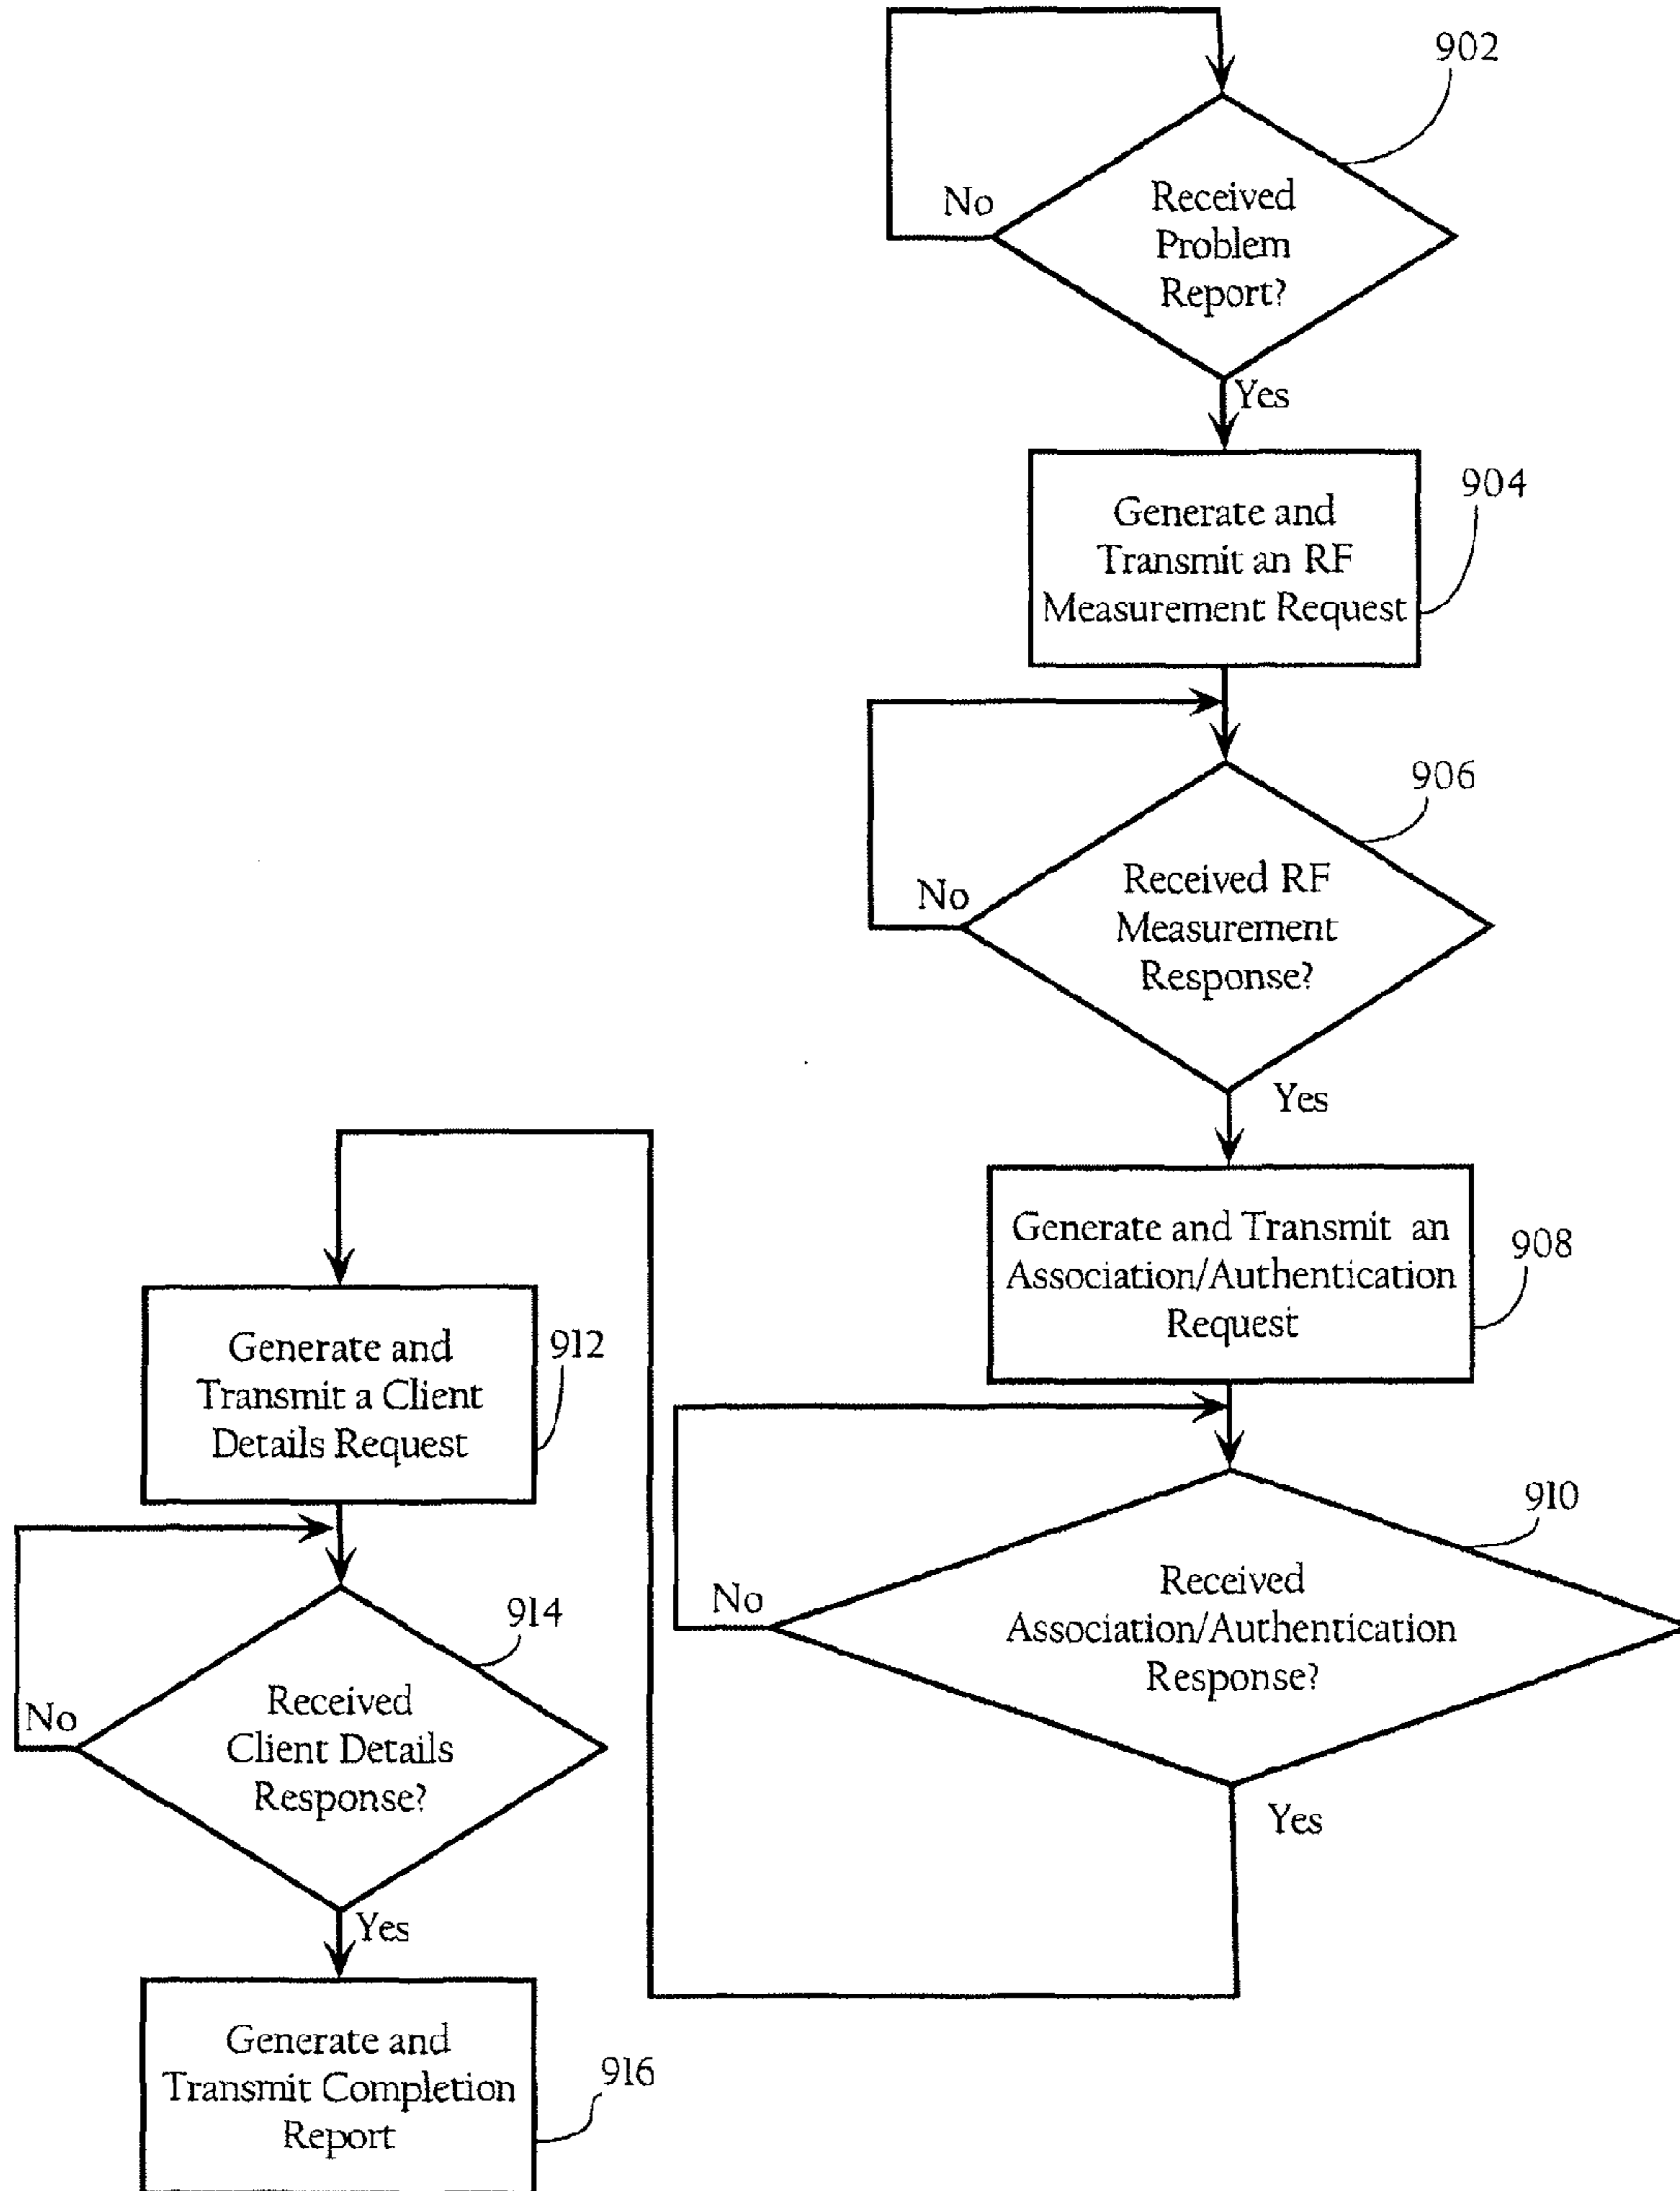 902
Received
Problem
Report?
No
Yes
904
Generate and
Transmit an RF
Measurement Request
906
Received RF
Measurement
Response?
No
Yes
908
Generate and Transmit an
Association/Authentication
Request
910
Received
Association/Authentication
Response?
No
Yes
912
Generate and
Transmit a Client
Details Request
914
Received
Client Details
Response?
No
Yes
916
Generate and
Transmit Completion
Report